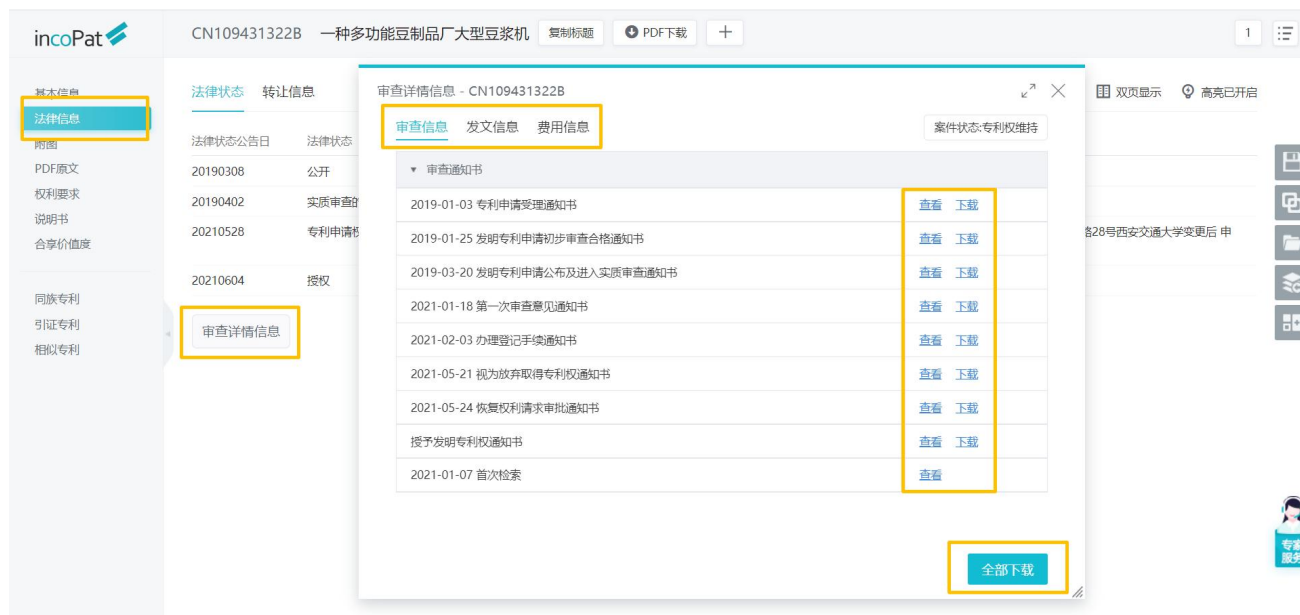 incoPat
CN109431322B 一种多功能豆制品厂大型豆浆机 复制标题 PDF下载
1
基本信息
法律信息
附图
PDF原文
权利要求
说明书
合享价值度
同族专利
引证专利
相似专利
法律状态 转让信息
双页显示 高亮已开启
法律状态公告日 法律状态
20190308 公开
20190402 实质审查的
20210528 专利申请权
路28号西安交通大学变更后 申
20210604 授权
审查详情信息
审查详情信息 - CN109431322B
审查信息 发文信息 费用信息
案件状态:专利权维持
审查通知书
2019-01-03 专利申请受理通知书 查看 下载
2019-01-25 发明专利申请初步审查合格通知书 查看 下载
2019-03-20 发明专利申请公布及进入实质审查通知书 查看 下载
2021-01-18 第一次审查意见通知书 查看 下载
2021-02-03 办理登记手续通知书 查看 下载
2021-05-21 视为放弃取得专利权通知书 查看 下载
2021-05-24 恢复权利请求审批通知书 查看 下载
授予发明专利权通知书 查看 下载
2021-01-07 首次检索 查看
全部下载
专家
服务